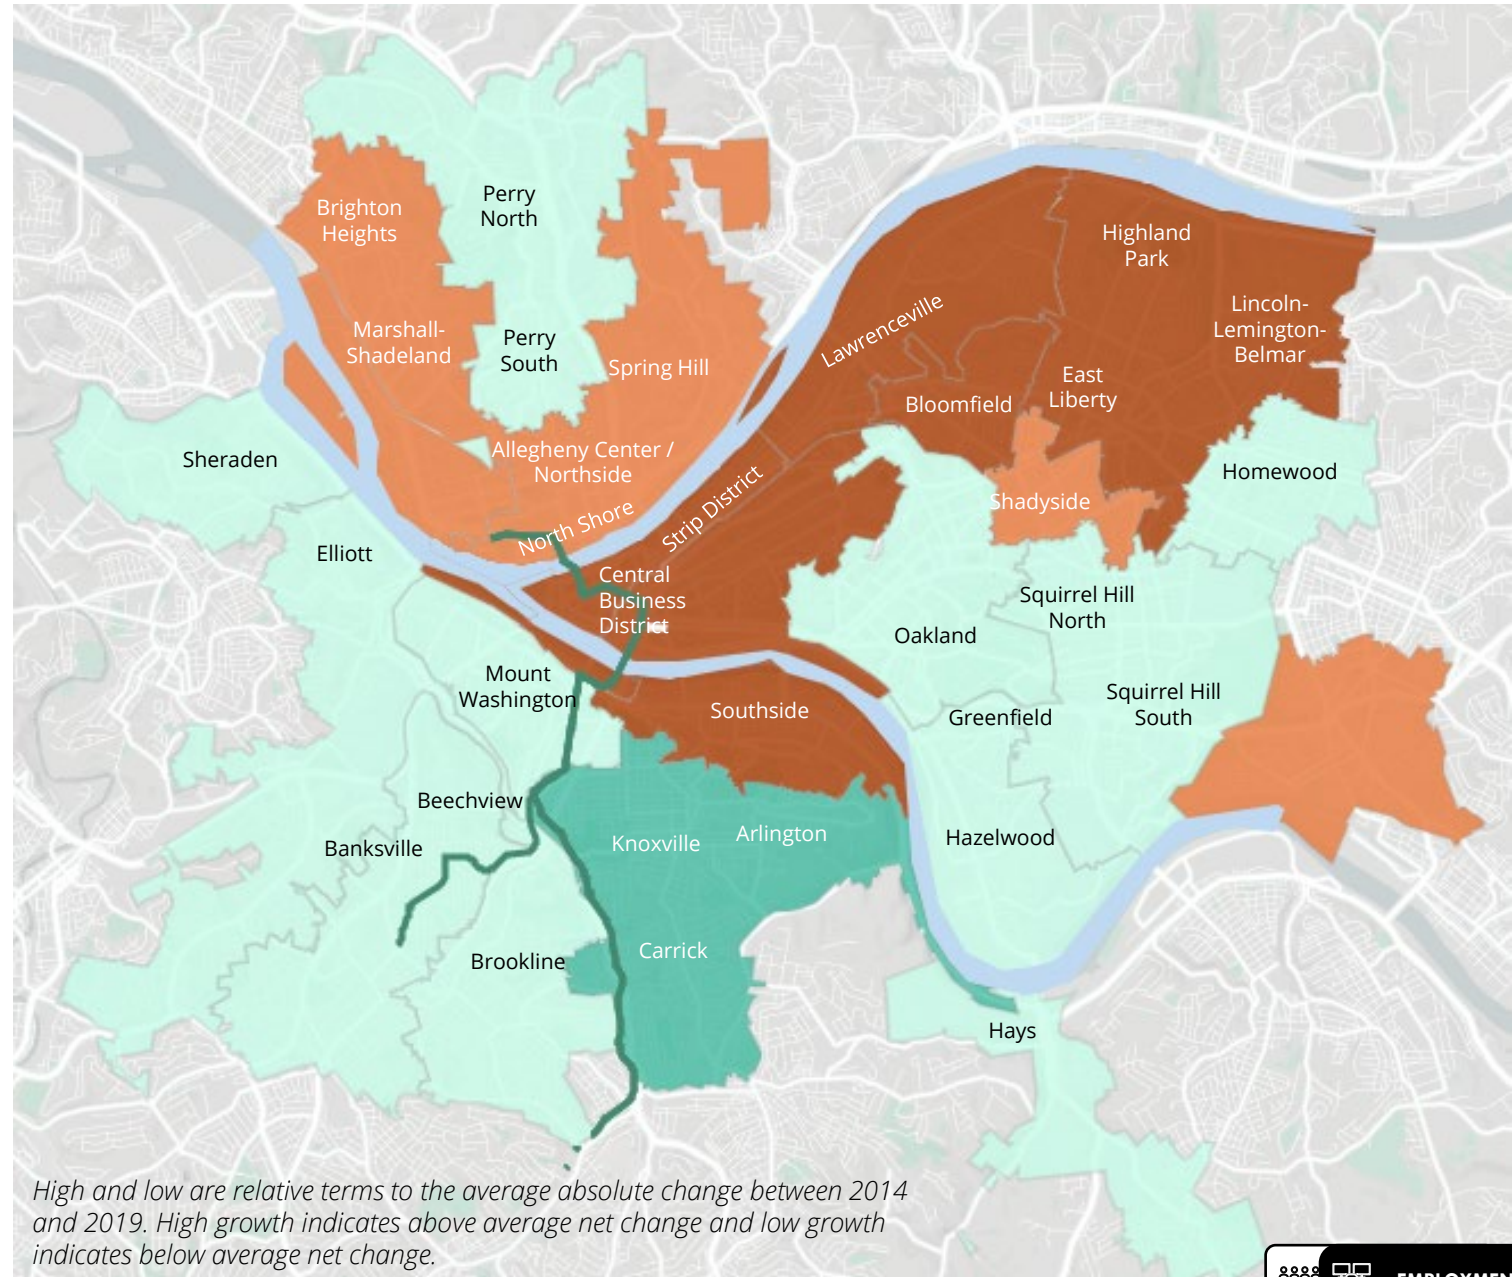 Perry
North
Brighton
Heights
Highland
Park
Lincoln-
Lemington-
Belmar
Marshall-
Shadeland
Perry
South
Spring Hill
Lawrenceville
East
Liberty
Bloomfield
Sheraden
Allegheny Center /
Northside
Homewood
Shadyside
Strip District
North Shore
Elliott
Central
Business
District
Squirrel Hill
North
Oakland
Mount
Washington
Southside
Squirrel Hill
South
Greenfield
Beechview
Banksville
Knoxville
Arlington
Hazelwood
Brookline
Carrick
Hays
High and low are relative terms to the average absolute change between 2014
and 2019. High growth indicates above average net change and low growth
indicates below average net change.